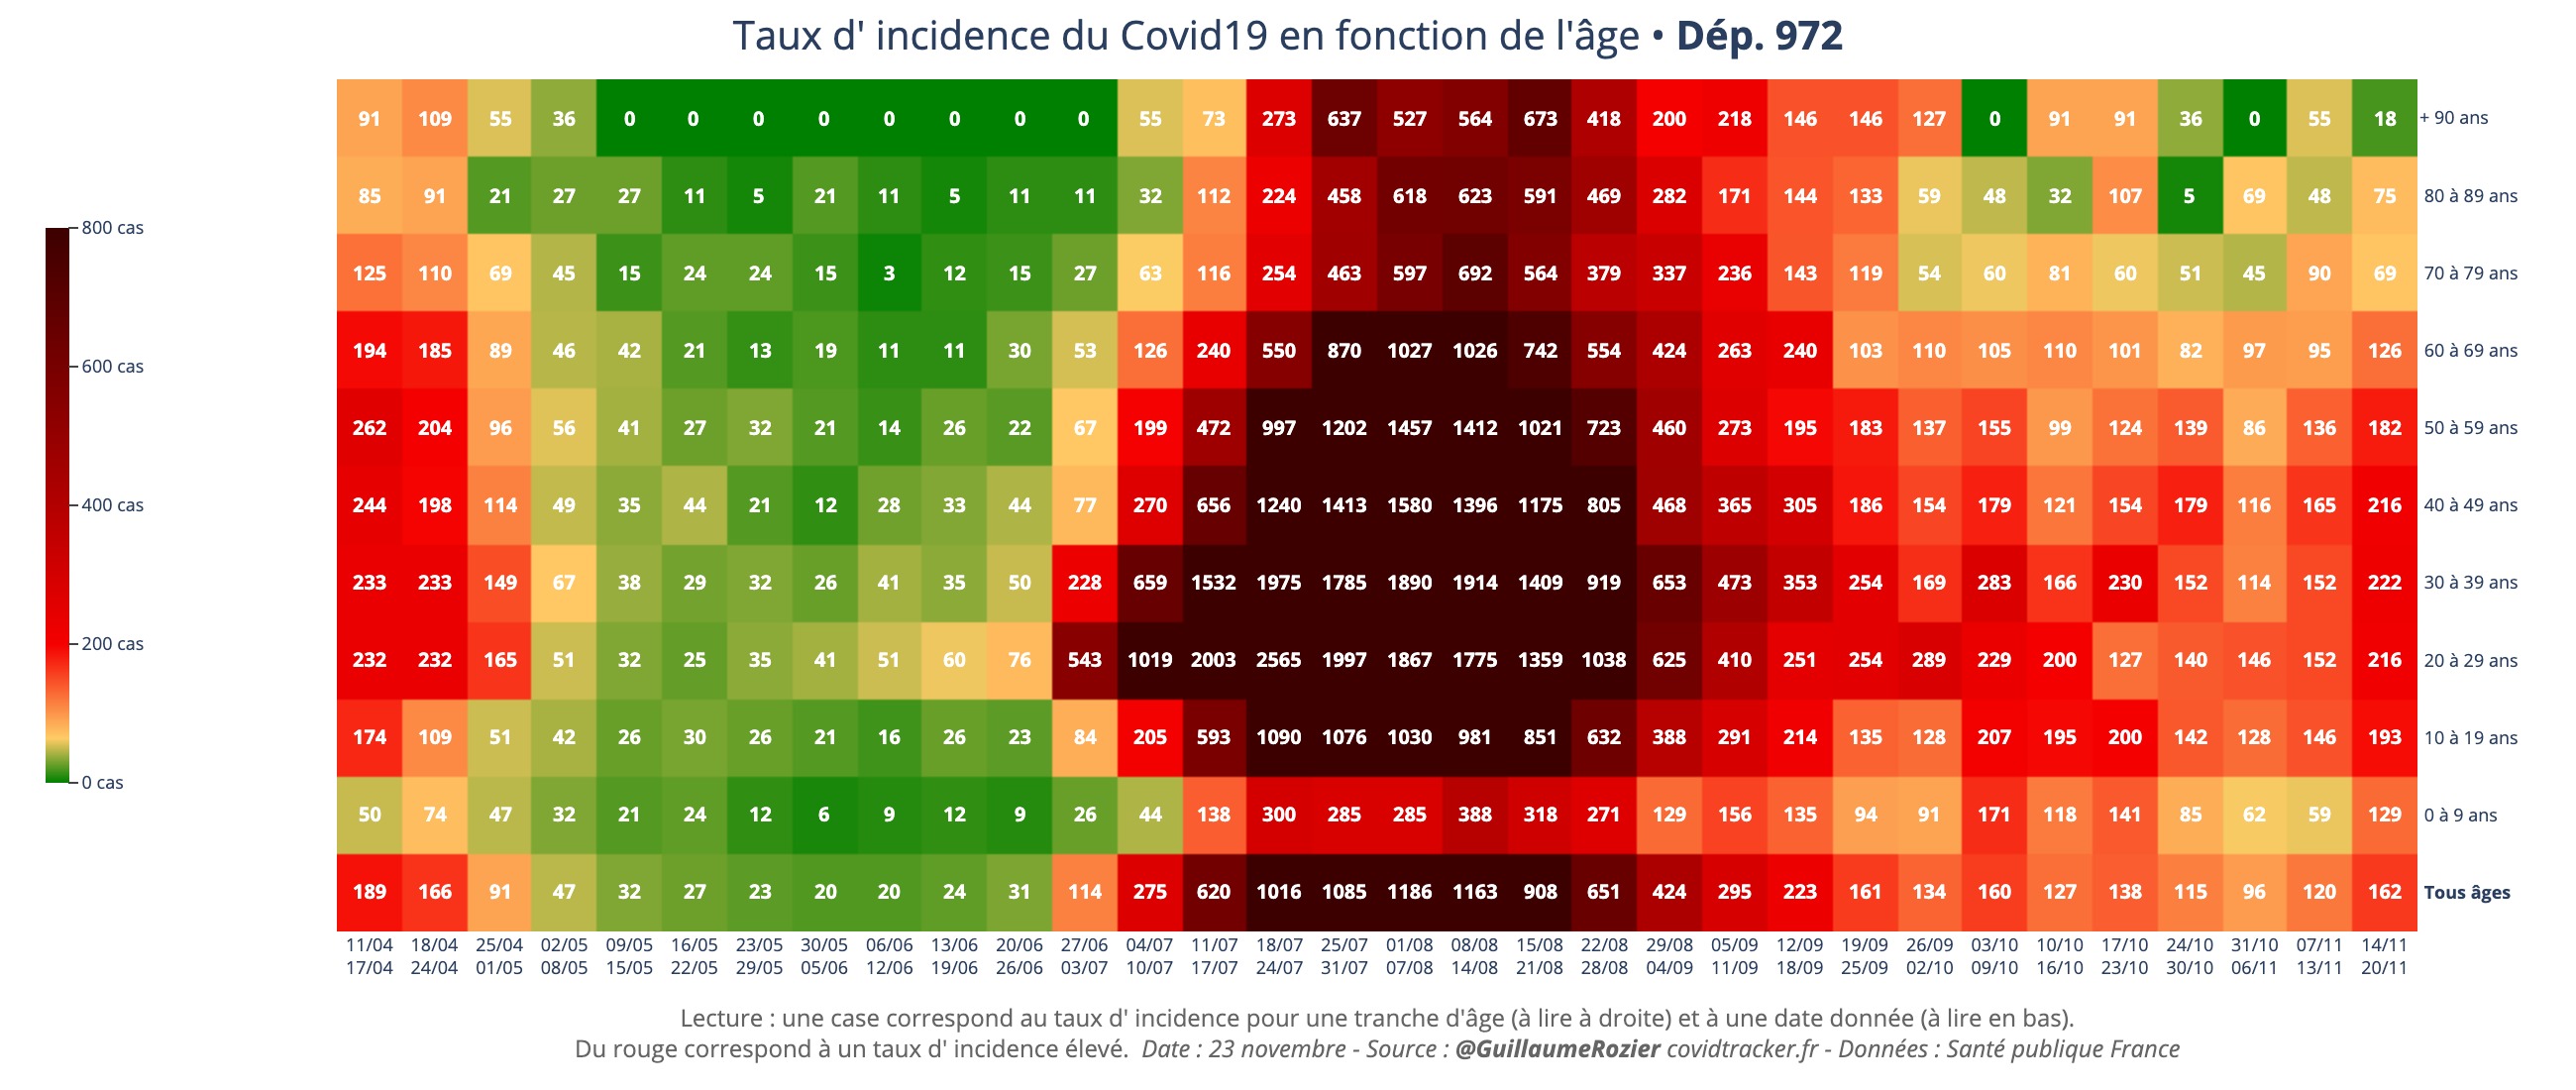 Taux d' incidence du Covid19 en fonction de l'âge • Dép. 972
800 cas
600 cas
400 cas
200 cas
0 cas
91 109 55 36 0 0 0 0 0 0 0 0 55 73 273 637 527 564 673 418 200 218 146 146 127 0 91 91 36 0 55 18 + 90 ans
85 91 21 27 27 11 5 21 11 5 11 11 32 112 224 458 618 623 591 469 282 171 144 133 59 48 32 107 5 69 48 75 80 à 89 ans
125 110 69 45 15 24 24 15 3 12 15 27 63 116 254 463 597 692 564 379 337 236 143 119 54 60 81 60 51 45 90 69 70 à 79 ans
194 185 89 46 42 21 13 19 11 11 30 53 126 240 550 870 1027 1026 742 554 424 263 240 103 110 105 110 101 82 97 95 126 60 à 69 ans
262 204 96 56 41 27 32 21 14 26 22 67 199 472 997 1202 1457 1412 1021 723 460 273 195 183 137 155 99 124 139 86 136 182 50 à 59 ans
244 198 114 49 35 44 21 12 28 33 44 77 270 656 1240 1413 1580 1396 1175 805 468 365 305 186 154 179 121 154 179 116 165 216 40 à 49 ans
233 233 149 67 38 29 32 26 41 35 50 228 659 1532 1975 1785 1890 1914 1409 919 653 473 353 254 169 283 166 230 152 114 152 222 30 à 39 ans
232 232 165 51 32 25 35 41 51 60 76 543 1019 2003 2565 1997 1867 1775 1359 1038 625 410 251 254 289 229 200 127 140 146 152 216 20 à 29 ans
174 109 51 42 26 30 26 21 16 26 23 84 205 593 1090 1076 1030 981 851 632 388 291 214 135 128 207 195 200 142 128 146 193 10 à 19 ans
50 74 47 32 21 24 12 6 9 12 9 26 44 138 300 285 285 388 318 271 129 156 135 94 91 171 118 141 85 62 59 129 0 à 9 ans
189 166 91 47 32 27 23 20 20 24 31 114 275 620 1016 1085 1186 1163 908 651 424 295 223 161 134 160 127 138 115 96 120 162 Tous âges
11/04 18/04 25/04 02/05 09/05 16/05 23/05 30/05 06/06 13/06 20/06 27/06 04/07 11/07 18/07 25/07 01/08 08/08 15/08 22/08 29/08 05/09 12/09 19/09 26/09 03/10 10/10 17/10 24/10 31/10 07/11 14/11
17/04 24/04 01/05 08/05 15/05 22/05 29/05 05/06 12/06 19/06 26/06 03/07 10/07 17/07 24/07 31/07 07/08 14/08 21/08 28/08 04/09 11/09 18/09 25/09 02/10 09/10 16/10 23/10 30/10 06/11 13/11 20/11
Lecture : une case correspond au taux d' incidence pour une tranche d'âge (à lire à droite) et à une date donnée (à lire en bas).
Du rouge correspond à un taux d' incidence élevé. Date : 23 novembre - Source : @GuillaumeRozier covidtracker.fr - Données : Santé publique France